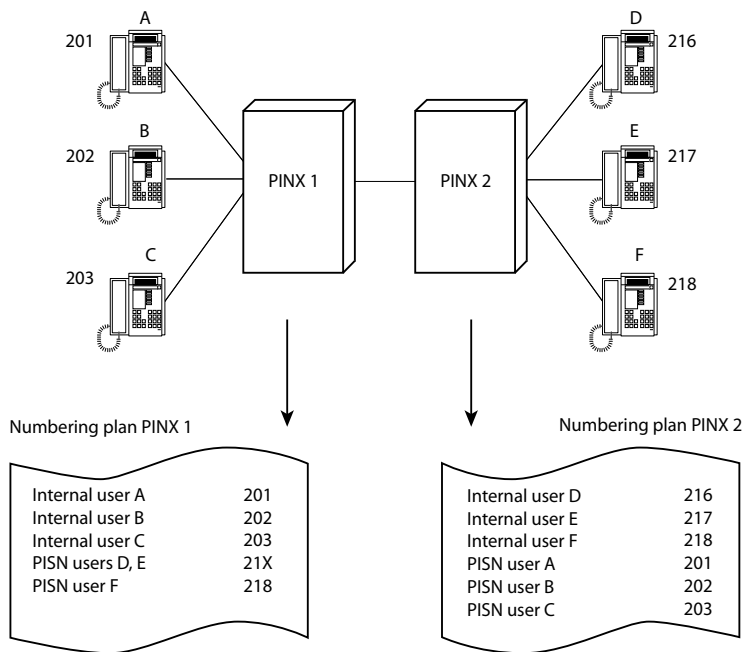 A
D
201
216
B
E
202
PINX 1
PINX 2
217
C
F
203
218
Numbering plan PINX 1
Numbering plan PINX 2
Internal user A 201
Internal user B 202
Internal user C 203
PISN users D, E 21X
PISN user F 218
Internal user D 216
Internal user E 217
Internal user F 218
PISN user A 201
PISN user B 202
PISN user C 203